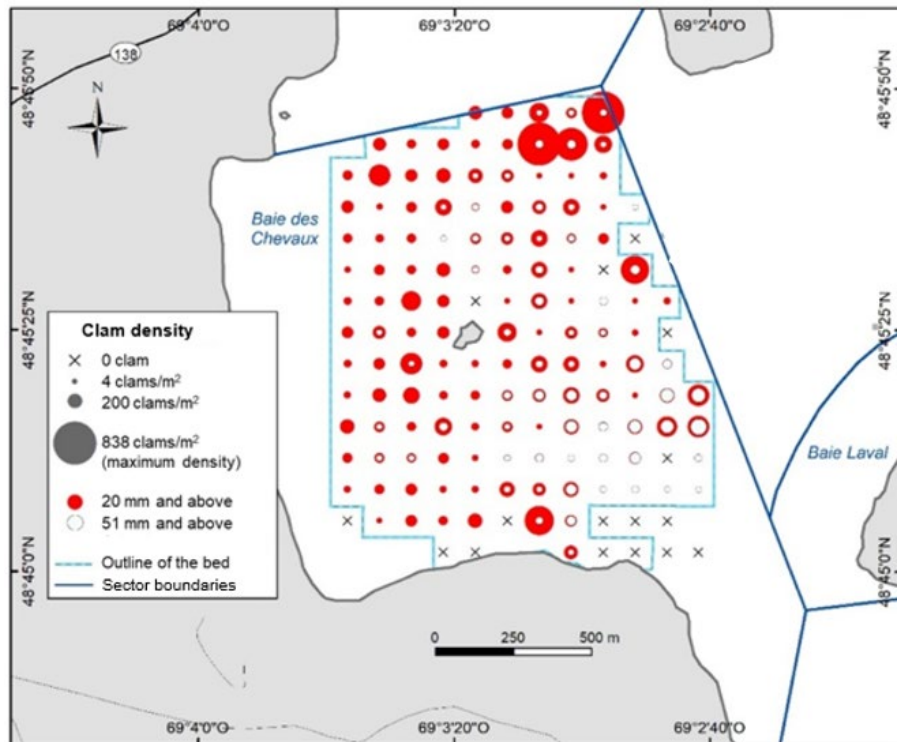 69°4'0"O 69°3'20"O 69°2'40"O
138
48°45'50"N 48°45'50"N
N
Baie des
Chevaux
48°45'25"N 48°45'25"N
Clam density
0 clam
4 clams/m²
200 clams/m²
838 clams/m²
(maximum density)
20 mm and above
51 mm and above
Outline of the bed
Sector boundaries
Baie Laval
48°45'0"N 48°45'0"N
0 250 500 m
69°4'0"O 69°3'20"O 69°2'40"O